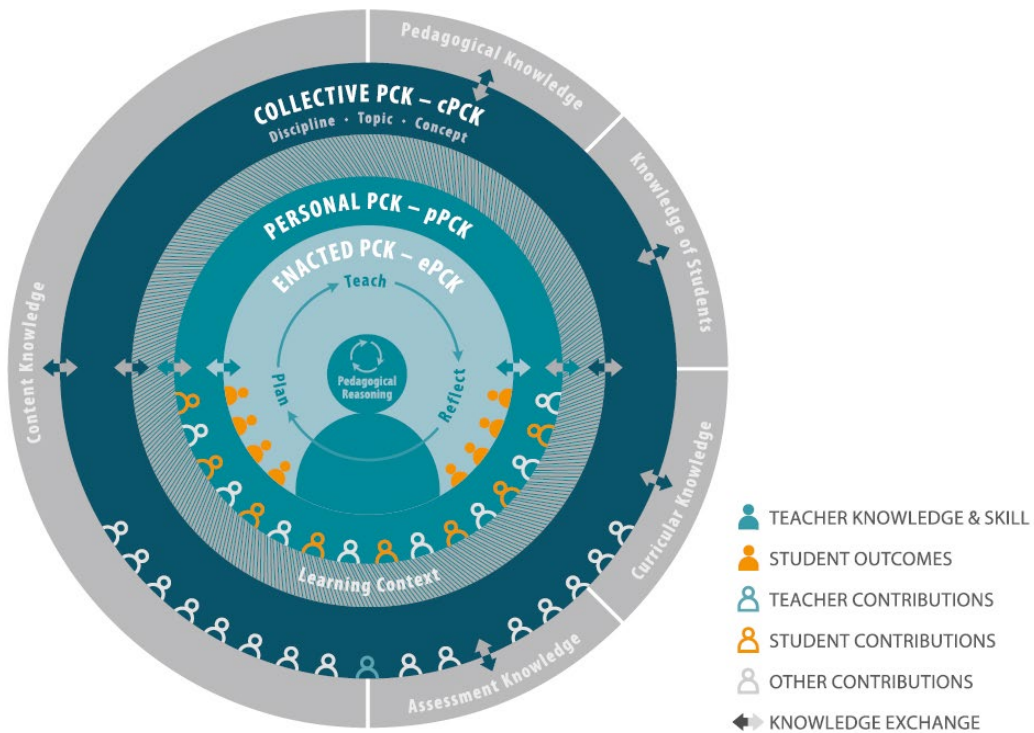 Pedagogical Knowledge
COLLECTIVE PCK – cPCK
Discipline · Topic · Concept
Knowledge of Students
PERSONAL PCK – pPCK
ENACTED PCK – ePCK
Teach
Content Knowledge
Pedagogical
Reasoning
Plan
Reflect
Curricular Knowledge
Learning Context
Assessment Knowledge
TEACHER KNOWLEDGE & SKILL
STUDENT OUTCOMES
TEACHER CONTRIBUTIONS
STUDENT CONTRIBUTIONS
OTHER CONTRIBUTIONS
KNOWLEDGE EXCHANGE